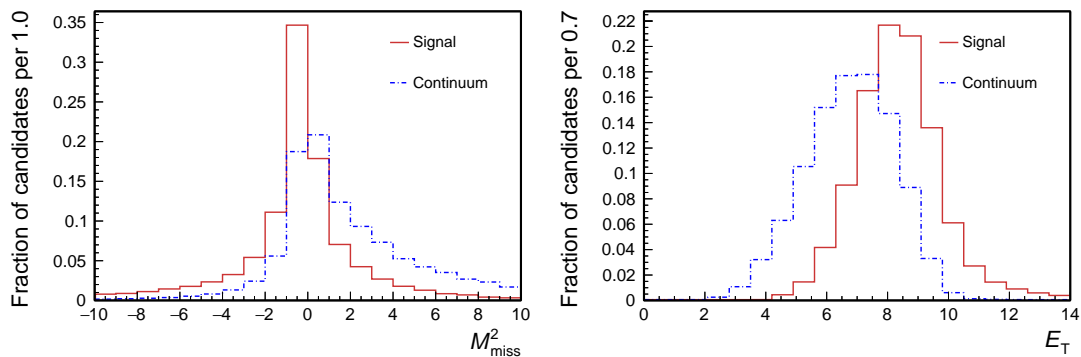 Fraction of candidates per 1.0
0.35
0.3
0.25
0.2
0.15
0.1
0.05
0
−10 −8 −6 −4 −2 0 2 4 6 8 10
M²miss
Signal
Continuum
Fraction of candidates per 0.7
0.22
0.2
0.18
0.16
0.14
0.12
0.1
0.08
0.06
0.04
0.02
0
0 2 4 6 8 10 12 14
E_T
Signal
Continuum